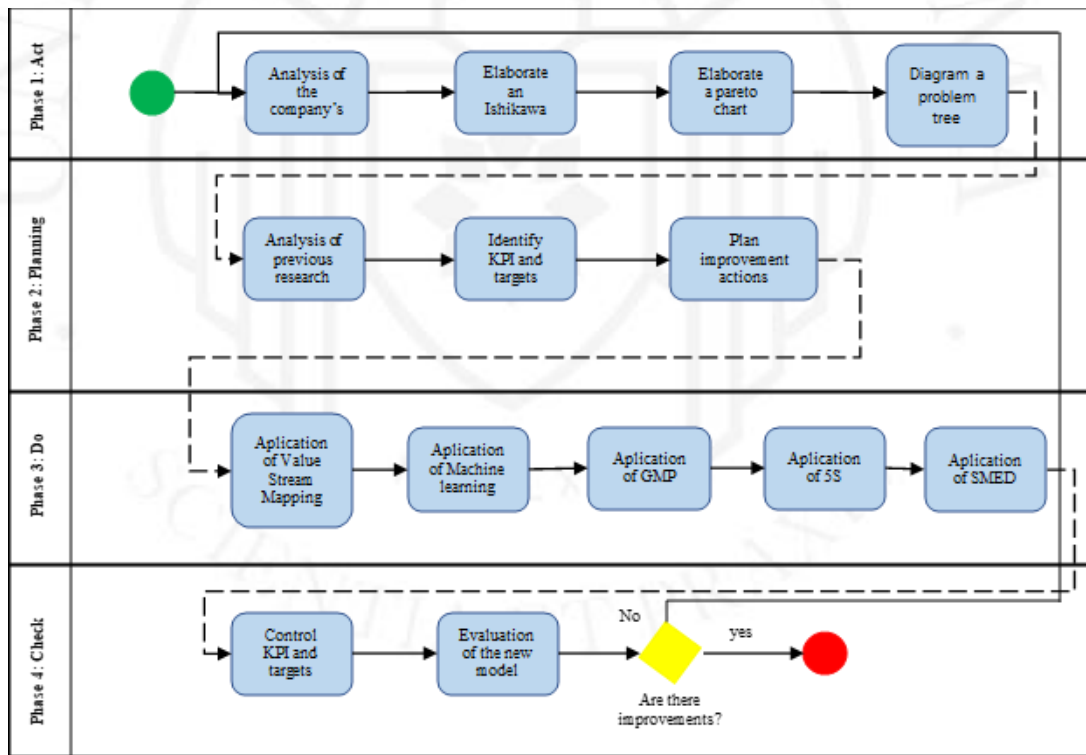 Phase 1: Act
Analysis of
the
company's
Elaborate
an
Ishikawa
Elaborate
a pareto
chart
Diagram a
problem
tree
Phase 2: Planning
Analysis of
previous
research
Identify
KPI and
targets
Plan
improvement
actions
Phase 3: Do
Aplication
of Value
Stream
Mapping
Aplication
of Machine
learning
Aplication
of GMP
Aplication
of 5S
Aplication
of SMED
Phase 4: Check
Control
KPI and
targets
Evaluation
of the new
model
No
yes
Are there
improvements?